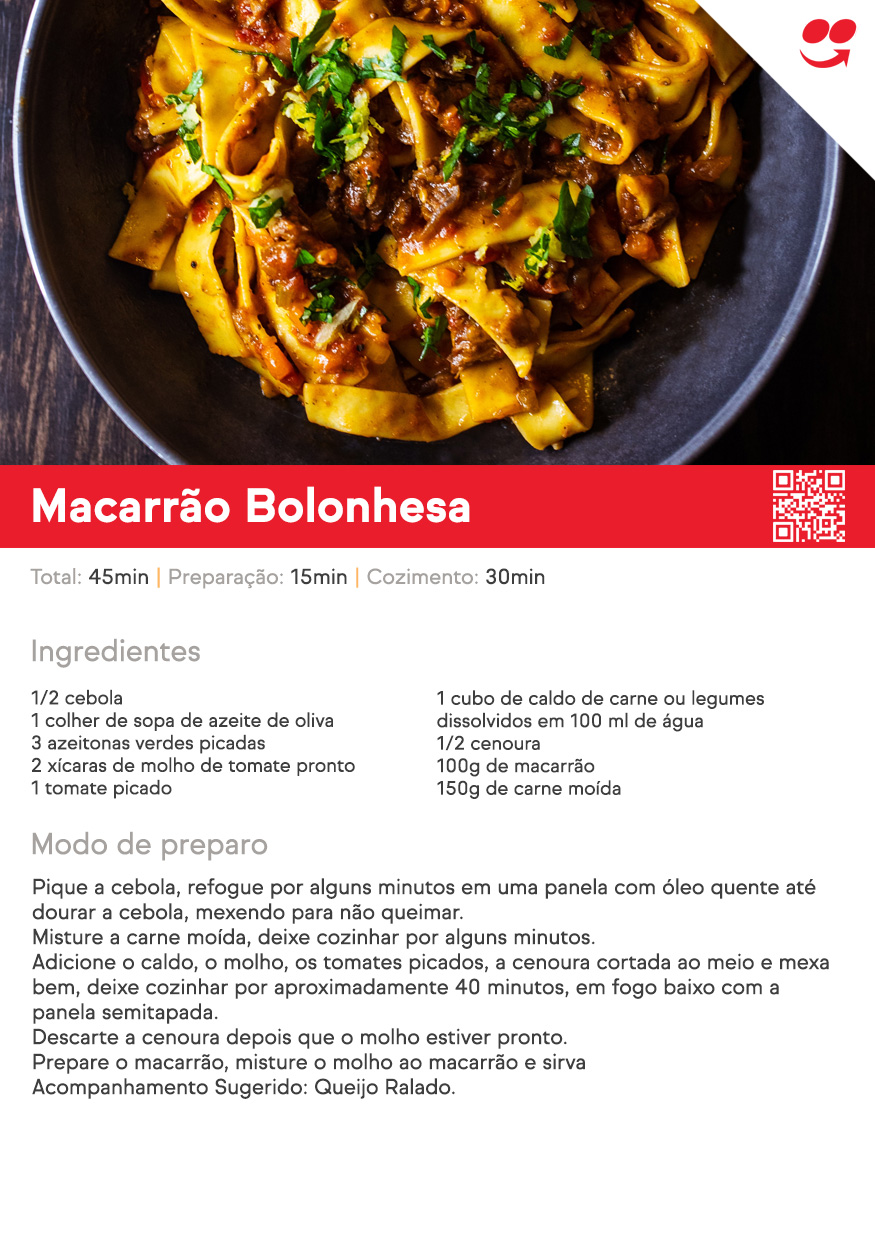 Macarrão Bolonhesa
Total: 45min | Preparação: 15min | Cozimento: 30min
Ingredientes
1/2 cebola
1 colher de sopa de azeite de oliva
3 azeitonas verdes picadas
2 xícaras de molho de tomate pronto
1 tomate picado
1 cubo de caldo de carne ou legumes
dissolvidos em 100 ml de água
1/2 cenoura
100g de macarrão
150g de carne moída
Modo de preparo
Pique a cebola, refogue por alguns minutos em uma panela com óleo quente até
dourar a cebola, mexendo para não queimar.
Misture a carne moída, deixe cozinhar por alguns minutos.
Adicione o caldo, o molho, os tomates picados, a cenoura cortada ao meio e mexa
bem, deixe cozinhar por aproximadamente 40 minutos, em fogo baixo com a
panela semitapada.
Descarte a cenoura depois que o molho estiver pronto.
Prepare o macarrão, misture o molho ao macarrão e sirva
Acompanhamento Sugerido: Queijo Ralado.